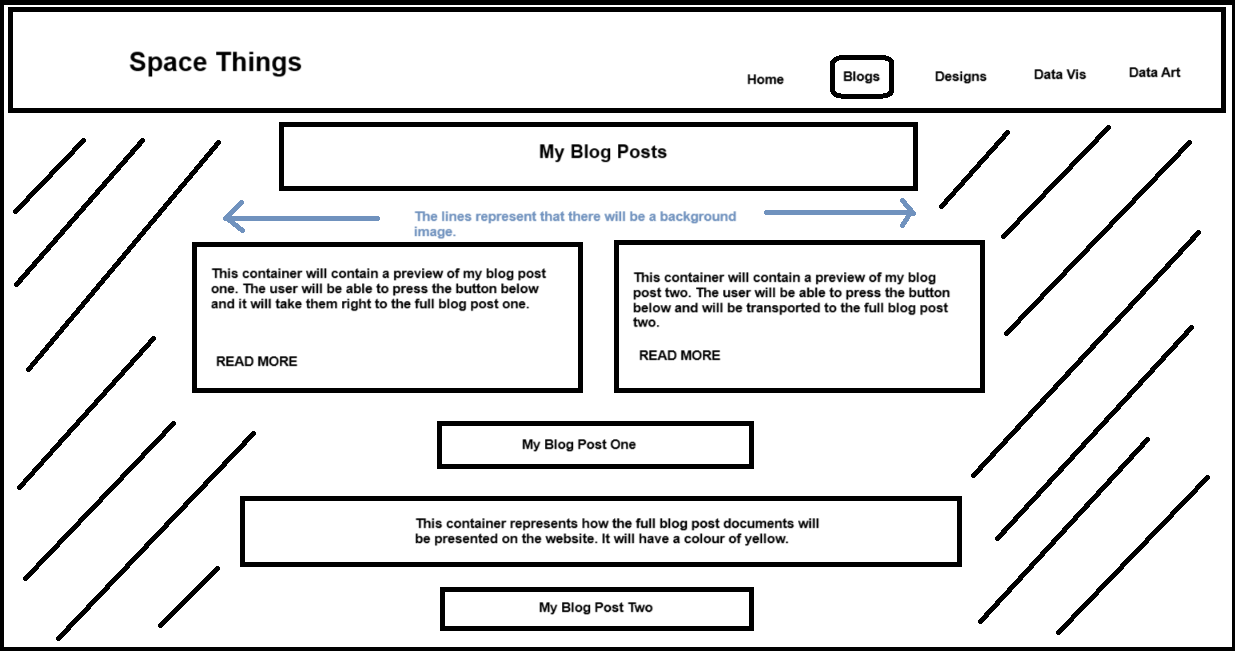 Space Things
Home
Blogs
Designs
Data Vis
Data Art
My Blog Posts
The lines represent that there will be a background
image.
This container will contain a preview of my blog post
one. The user will be able to press the button below
and it will take them right to the full blog post one.
READ MORE
This container will contain a preview of my blog
post two. The user will be able to press the button
below and will be transported to the full blog post
two.
READ MORE
My Blog Post One
This container represents how the full blog post documents will
be presented on the website. It will have a colour of yellow.
My Blog Post Two